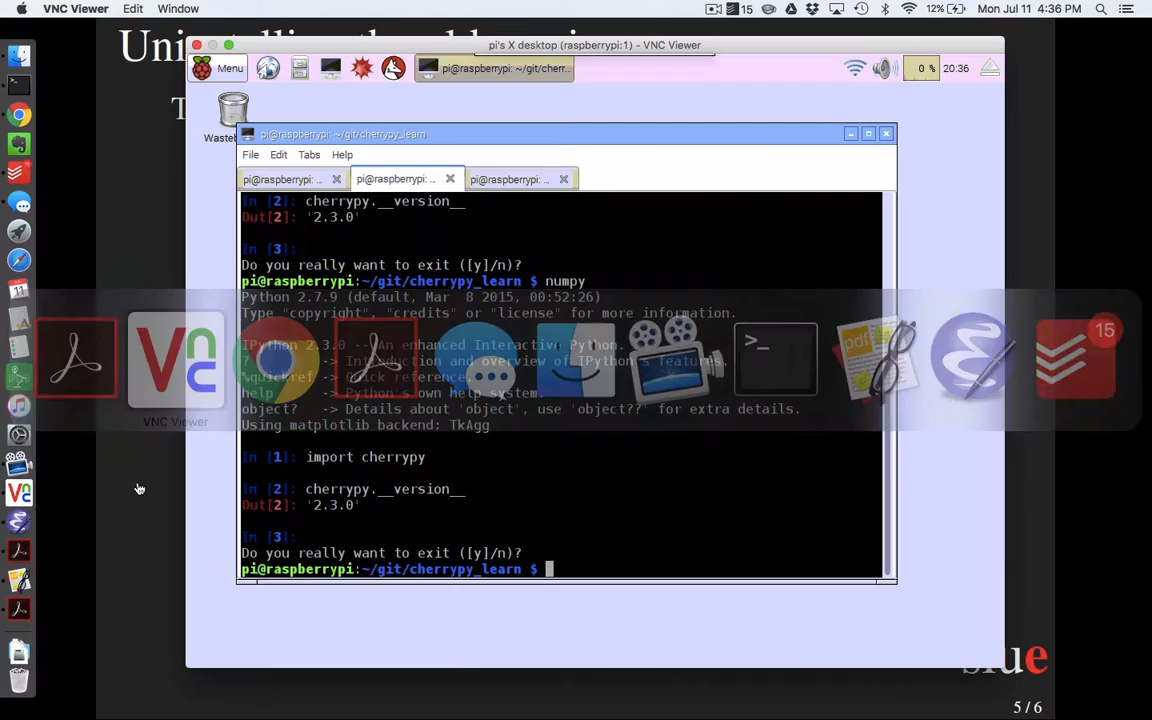 VNC Viewer Edit Window 15 12% Mon Jul 11 4:36 PM
pi's X desktop (raspberrypi:1) - VNC Viewer
Menu pi@raspberrypi: ~/git/cherr.. 0 % 20:36
pi@raspberrypi: ~/git/cherrypy_learn
File Edit Tabs Help
pi@raspberrypi: .. pi@raspberrypi: .. pi@raspberrypi: ..
In [2]: cherrypy.__version__
Out[2]: '2.3.0'
In [3]:
Do you really want to exit ([y]/n)?
pi@raspberrypi:~/git/cherrypy_learn $ numpy
Python 2.7.9 (default, Mar  8 2015, 00:52:26)
Type "copyright", "credits" or "license" for more information.
IPython 2.3.0 -- An enhanced Interactive Python.
? -> Introduction and overview of IPython's features.
%quickref -> Quick reference.
help -> Python's own help system.
object? -> Details about 'object', use 'object??' for extra details.
Using matplotlib backend: TkAgg
VNC Viewer
15
In [1]: import cherrypy
In [2]: cherrypy.__version__
Out[2]: '2.3.0'
In [3]:
Do you really want to exit ([y]/n)?
pi@raspberrypi:~/git/cherrypy_learn $
5 / 6